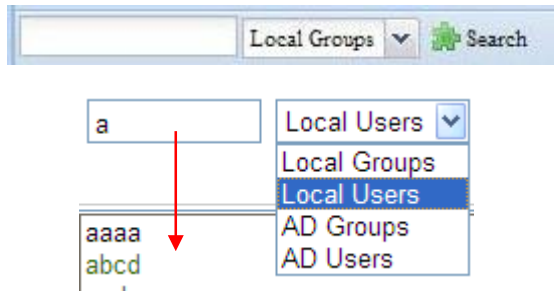 Local Groups Search
a Local Users
Local Groups
Local Users
AD Groups
AD Users
aaaa
abcd